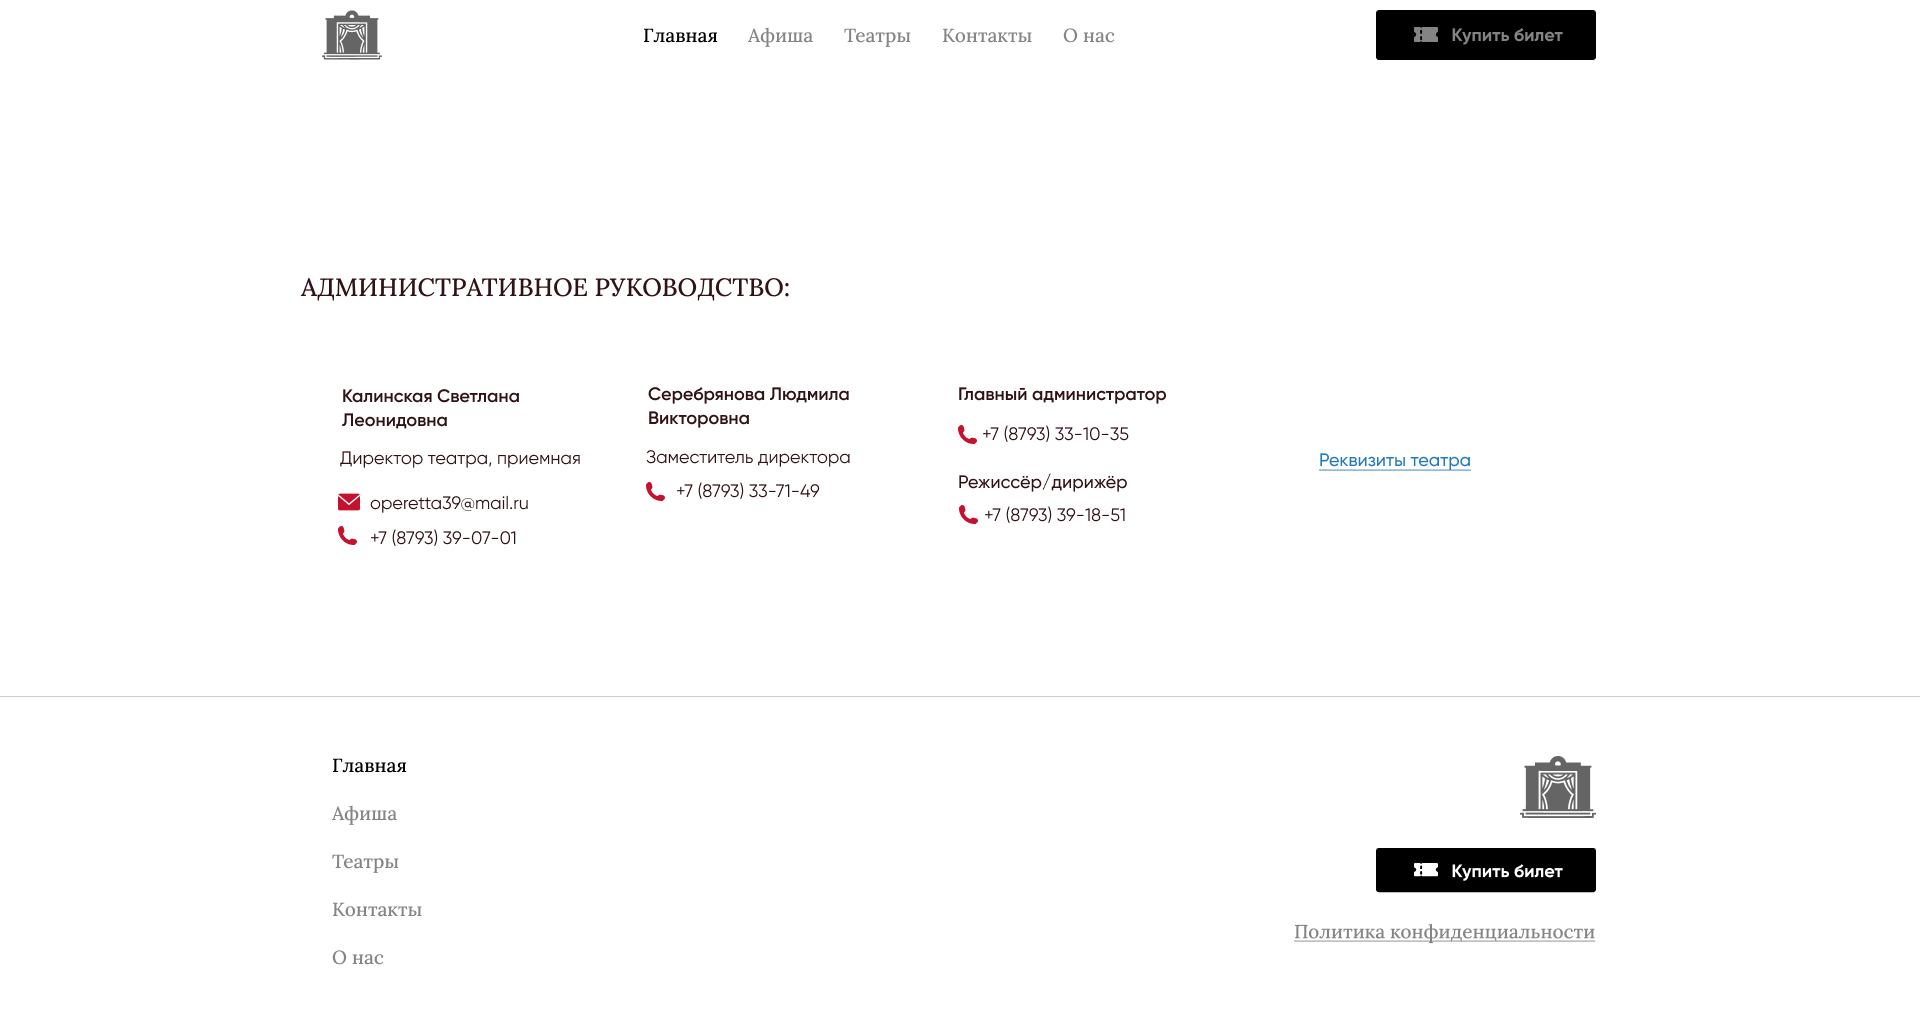 Главная Афиша Театры Контакты О нас Купить билет
АДМИНИСТРАТИВНОЕ РУКОВОДСТВО:
Калинская Светлана
Леонидовна
Директор театра, приемная
operetta39@mail.ru
+7 (8793) 39-07-01
Серебрянова Людмила
Викторовна
Заместитель директора
+7 (8793) 33-71-49
Главный администратор
+7 (8793) 33-10-35
Режиссёр/дирижёр
+7 (8793) 39-18-51
Реквизиты театра
Главная
Афиша
Театры
Контакты
О нас
Купить билет
Политика конфиденциальности